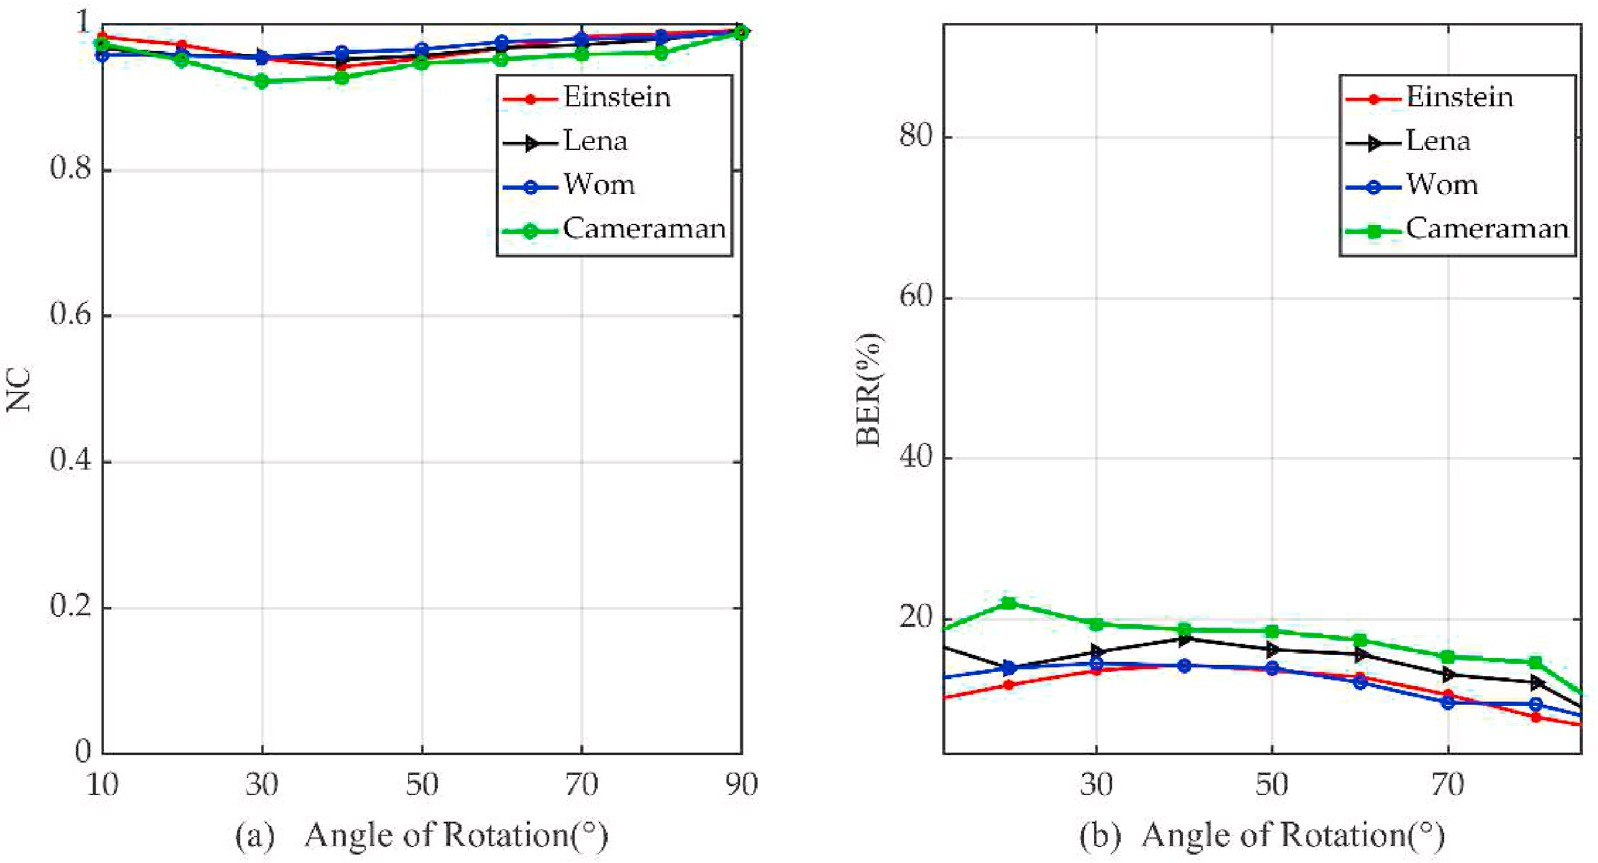 1
0.8
0.6
0.4
0.2
0
NC
10 30 50 70 90
Einstein
Lena
Wom
Cameraman
(a) Angle of Rotation(°)
80
60
40
20
BER(%)
30 50 70
Einstein
Lena
Wom
Cameraman
(b) Angle of Rotation(°)